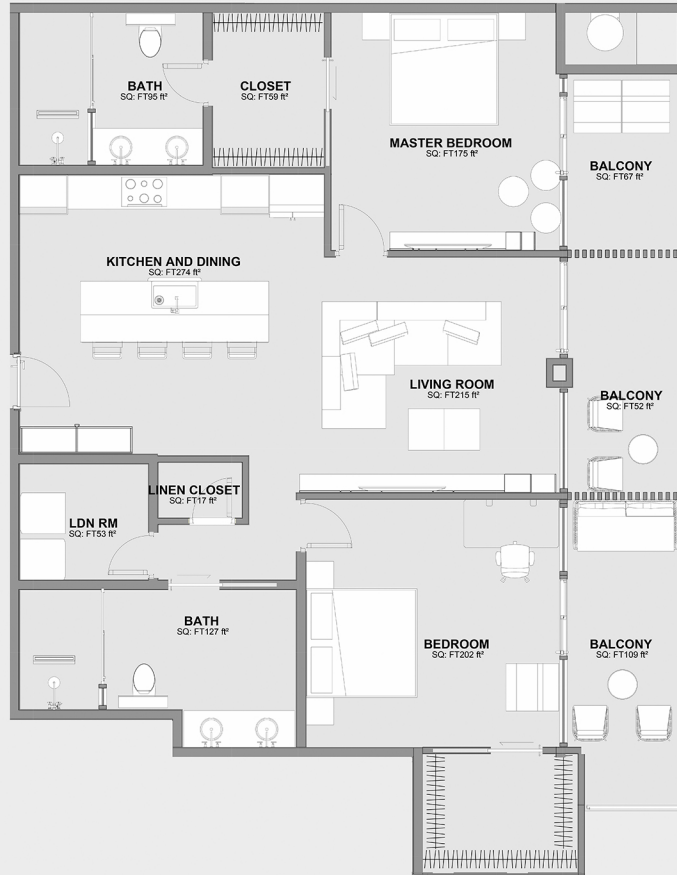 BATH
SQ: FT95 ft²
CLOSET
SQ: FT59 ft²
MASTER BEDROOM
SQ: FT175 ft²
BALCONY
SQ: FT67 ft²
KITCHEN AND DINING
SQ: FT274 ft²
LIVING ROOM
SQ: FT215 ft²
BALCONY
SQ: FT52 ft²
LINEN CLOSET
SQ: FT17 ft²
LDN RM
SQ: FT53 ft²
BATH
SQ: FT127 ft²
BEDROOM
SQ: FT202 ft²
BALCONY
SQ: FT109 ft²